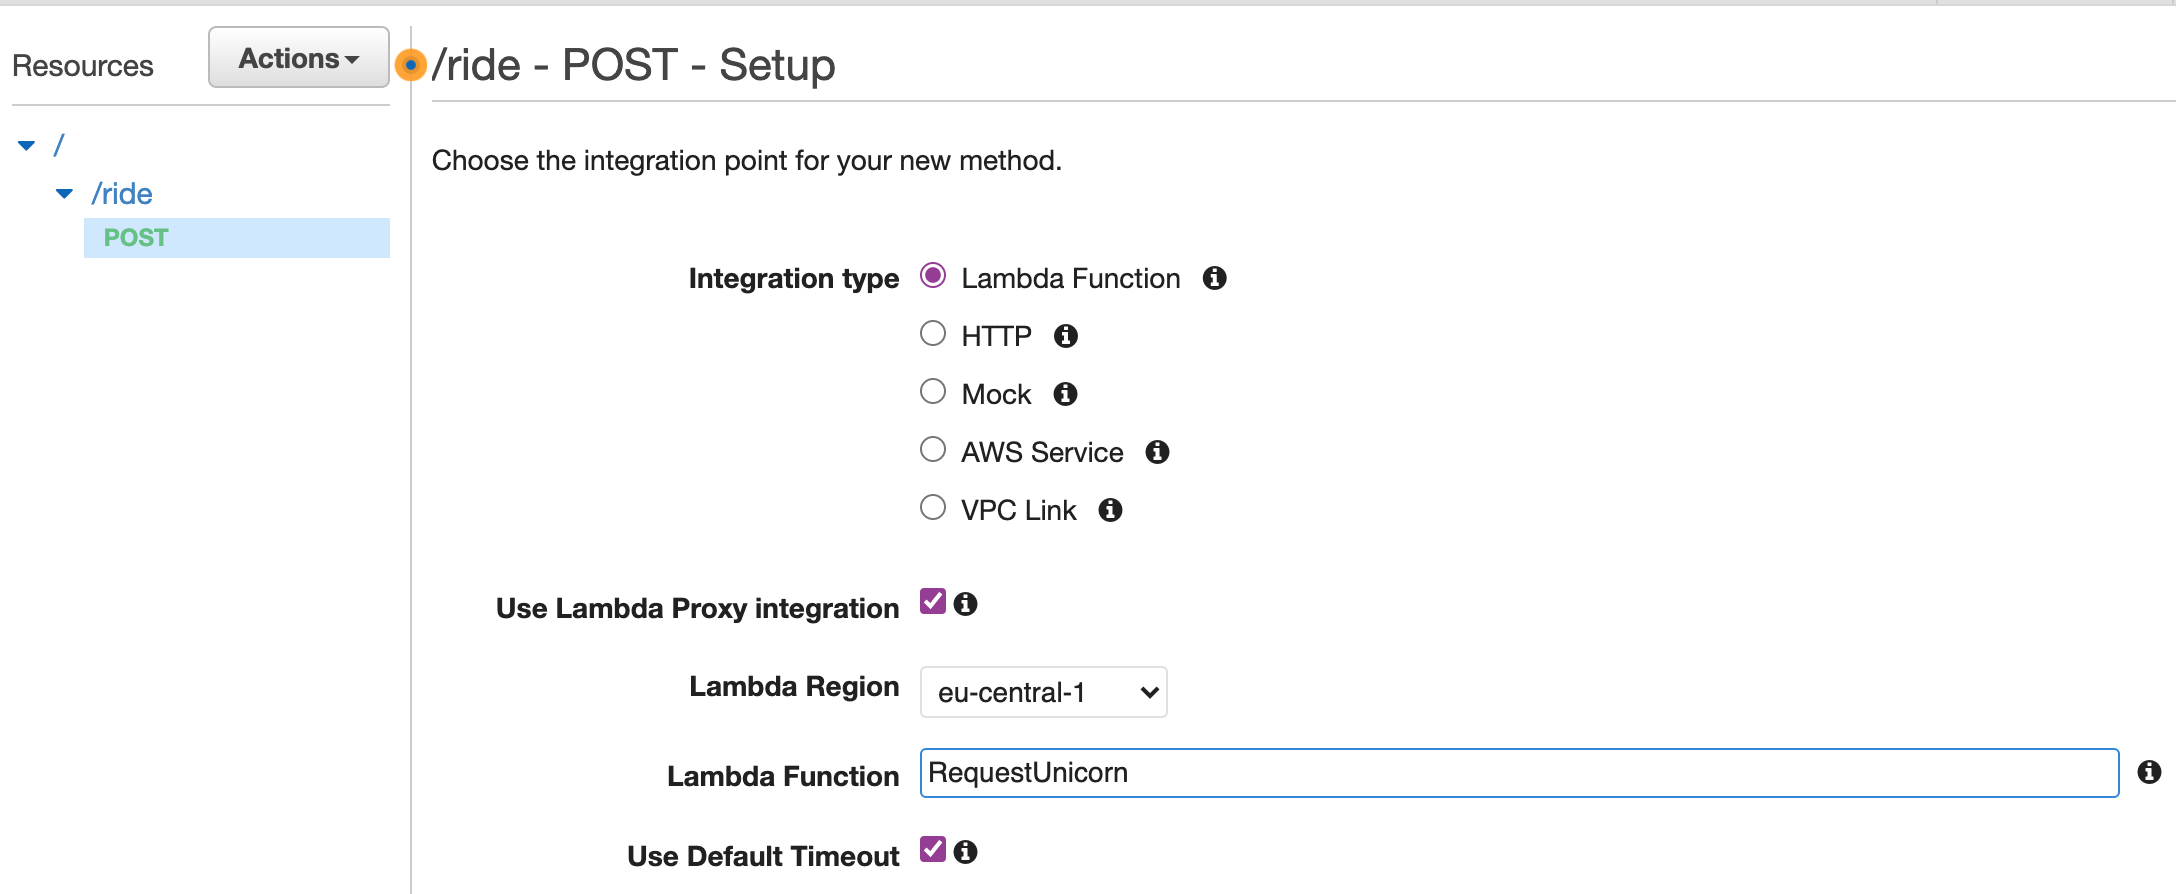 Resources
Actions
/ride - POST - Setup
/
/ride
POST
Choose the integration point for your new method.
Integration type
Lambda Function
HTTP
Mock
AWS Service
VPC Link
Use Lambda Proxy integration
Lambda Region
eu-central-1
Lambda Function
RequestUnicorn
Use Default Timeout